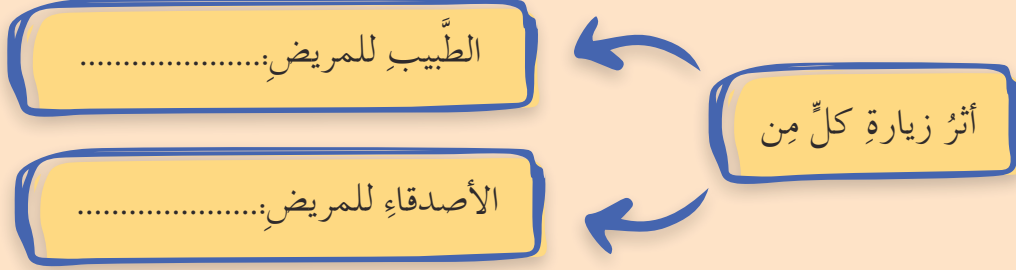 أثرُ زيارةِ كلٍّ مِن
الطَّبيبِ للمريضِ:.....................
الأصدقاءِ للمريضِ:.....................